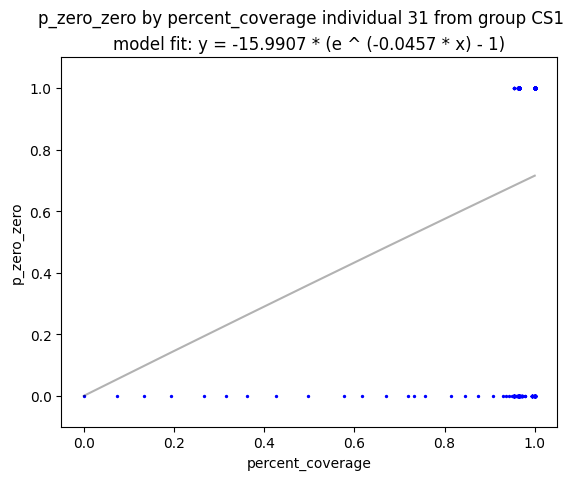 p_zero_zero by percent_coverage individual 31 from group CS1
model fit: y = -15.9907 * (e ^ (-0.0457 * x) - 1)
1.0
0.8
0.6
0.4
0.2
0.0
p_zero_zero
0.0 0.2 0.4 0.6 0.8 1.0
percent_coverage